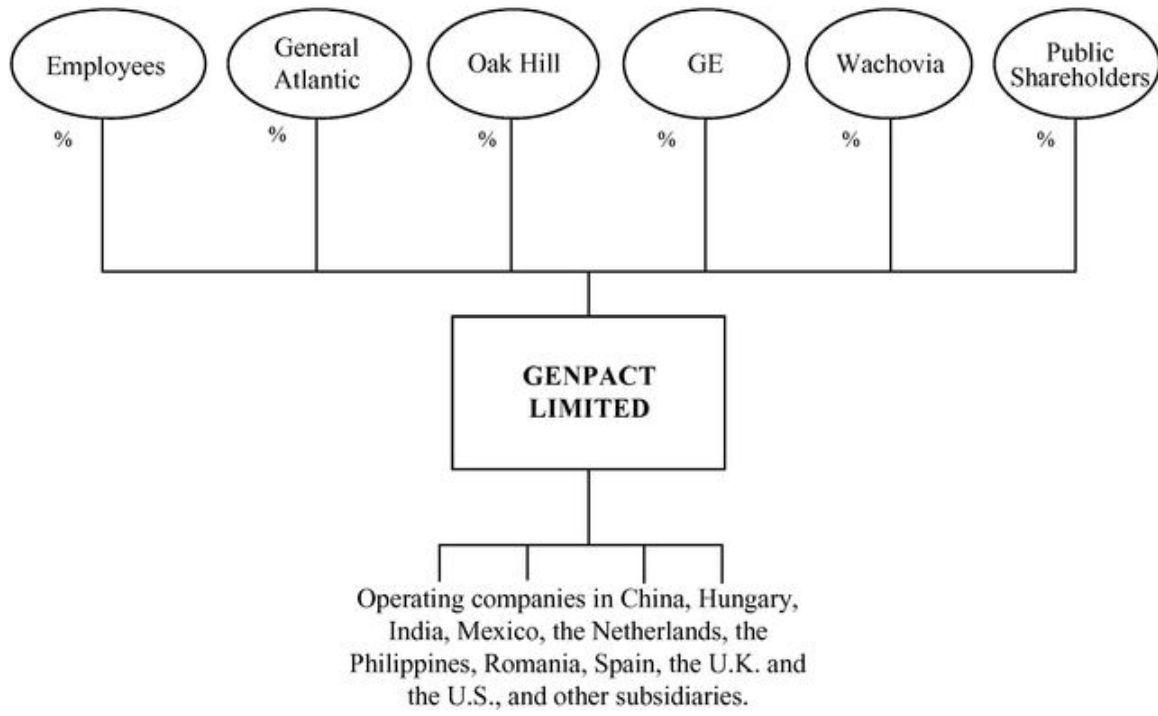 Employees
General
Atlantic
Oak Hill
GE
Wachovia
Public
Shareholders
%
%
%
%
%
%
GENPACT
LIMITED
Operating companies in China, Hungary,
India, Mexico, the Netherlands, the
Philippines, Romania, Spain, the U.K. and
the U.S., and other subsidiaries.